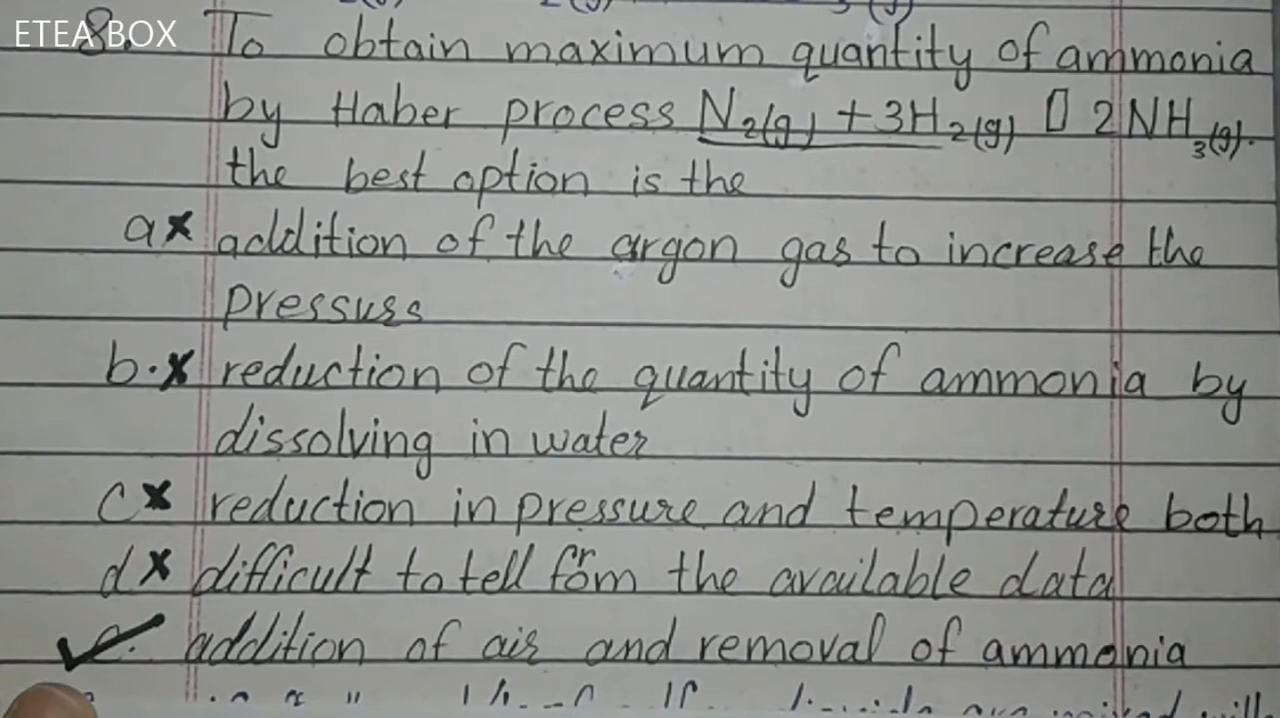 ETEA BOX
8. To obtain maximum quantity of ammonia
by Haber process N2(g) + 3H2(g) ▯ 2NH3(g).
the best option is the
a. addition of the argon gas to increase the
pressuss
b. reduction of the quantity of ammonia by
dissolving in water
c reduction in pressure and temperature both
d difficult to tell from the available data
e. addition of air and removal of ammonia